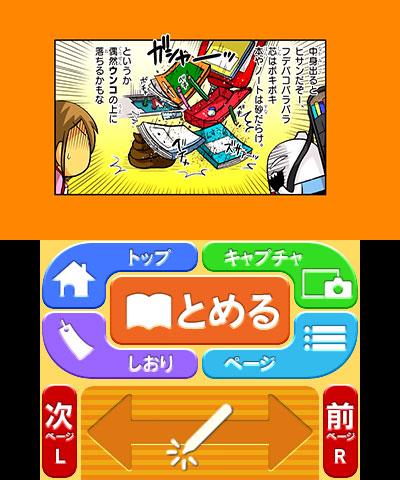 中身出ると
ヒサンだぞー。
フデバコバラバラ
芯はボキボキ
本やノートは砂だらけ。
ガシャーッ
というか
偶然ウンコの上に
落ちるかもな
トップ
キャプチャ
とめる
しおり
ページ
次
ページ
L
前
ページ
R